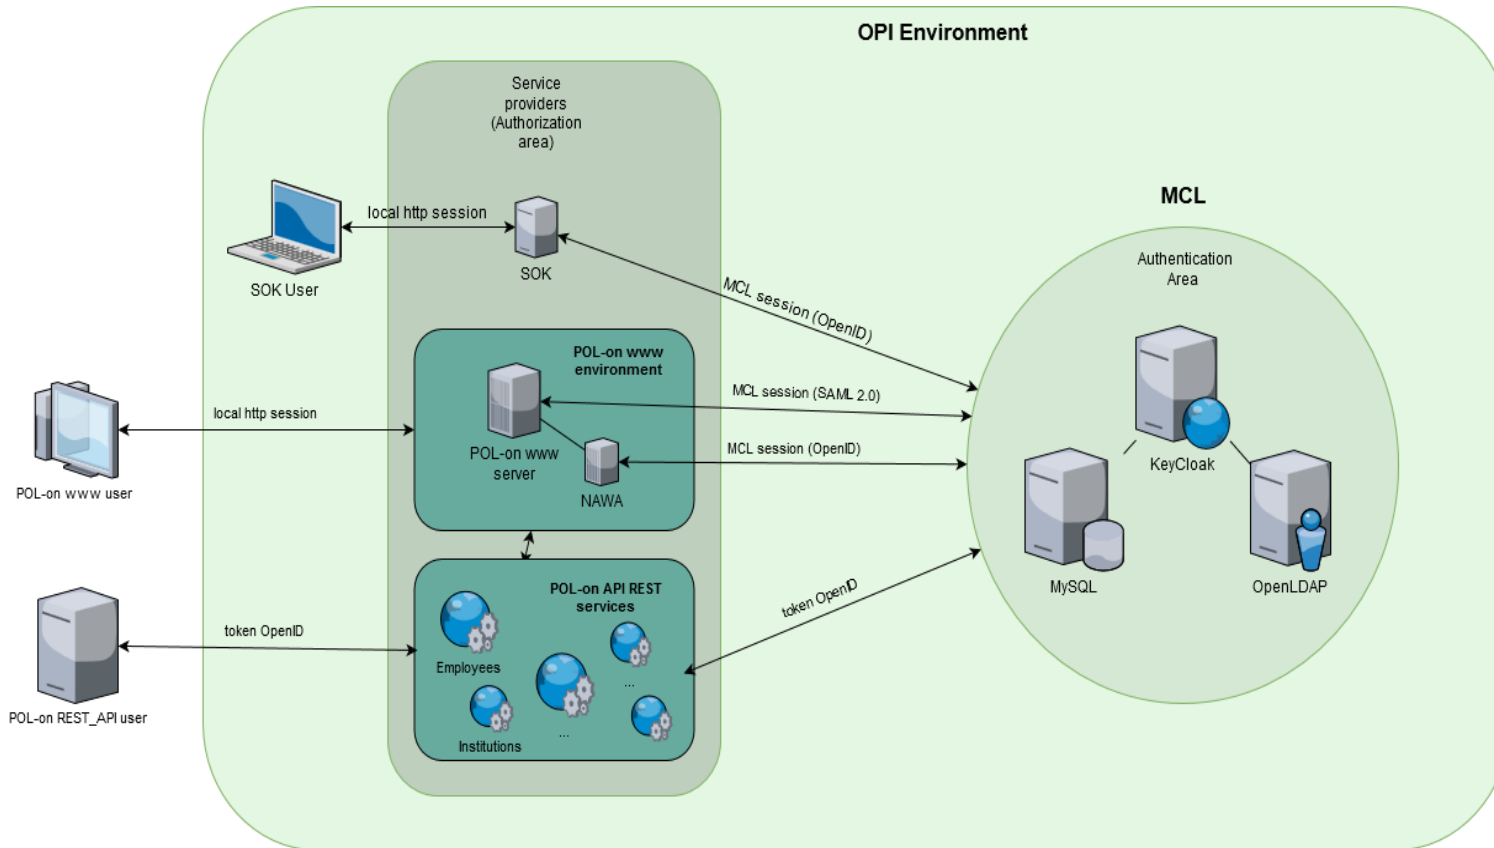 OPI Environment
Service
providers
(Authorization
area)
MCL
local http session
SOK User
SOK
Authentication
Area
MCL session (OpenID)
POL-on www
environment
MCL session (SAML 2.0)
local http session
POL-on www
server
MCL session (OpenID)
KeyCloak
POL-on www user
NAWA
MySQL
OpenLDAP
POL-on API REST
services
token OpenID
token OpenID
Employees
...
POL-on REST_API user
Institutions
...